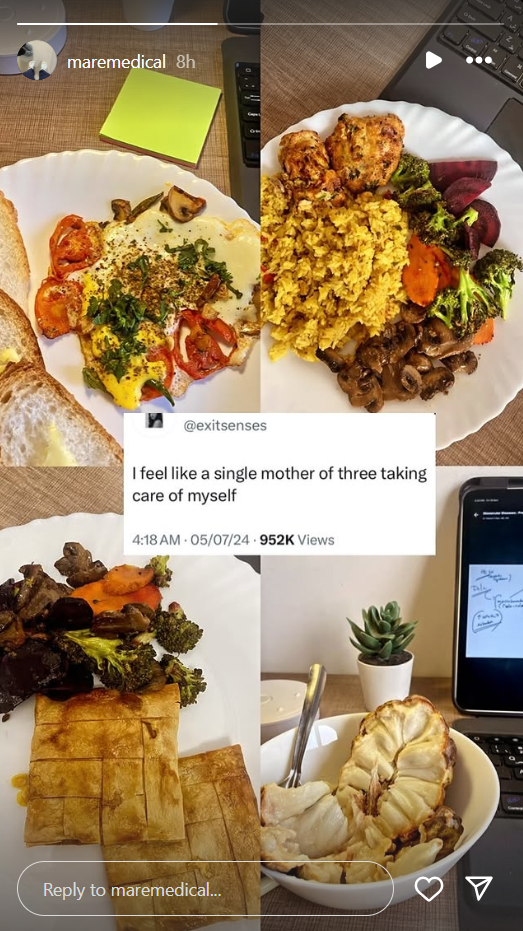 maremedical 8h
@exitsenses
I feel like a single mother of three taking
care of myself
4:18 AM · 05/07/24 · 952K Views
Reply to maremedical...